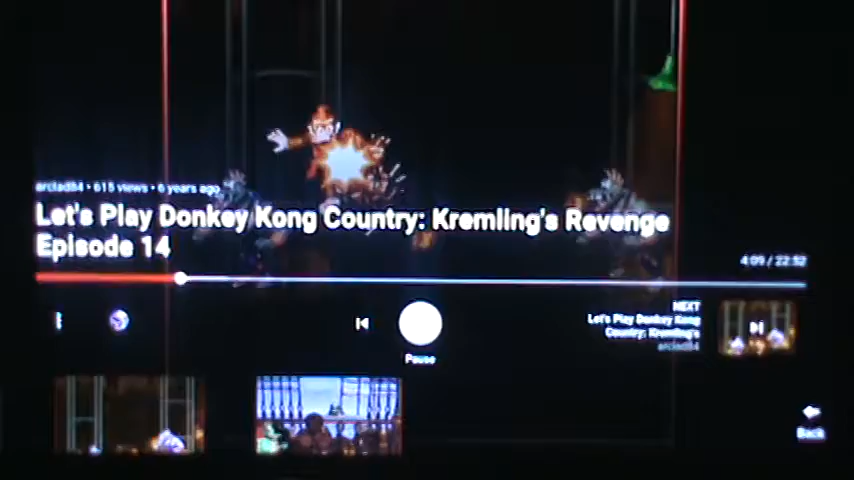 arclad84 • 615 views • 6 years ago
Let's Play Donkey Kong Country: Kremling's Revenge
Episode 14
4:09 / 22:52
NEXT
Let's Play Donkey Kong
Country: Kremling's
arclad84
Pause
Back